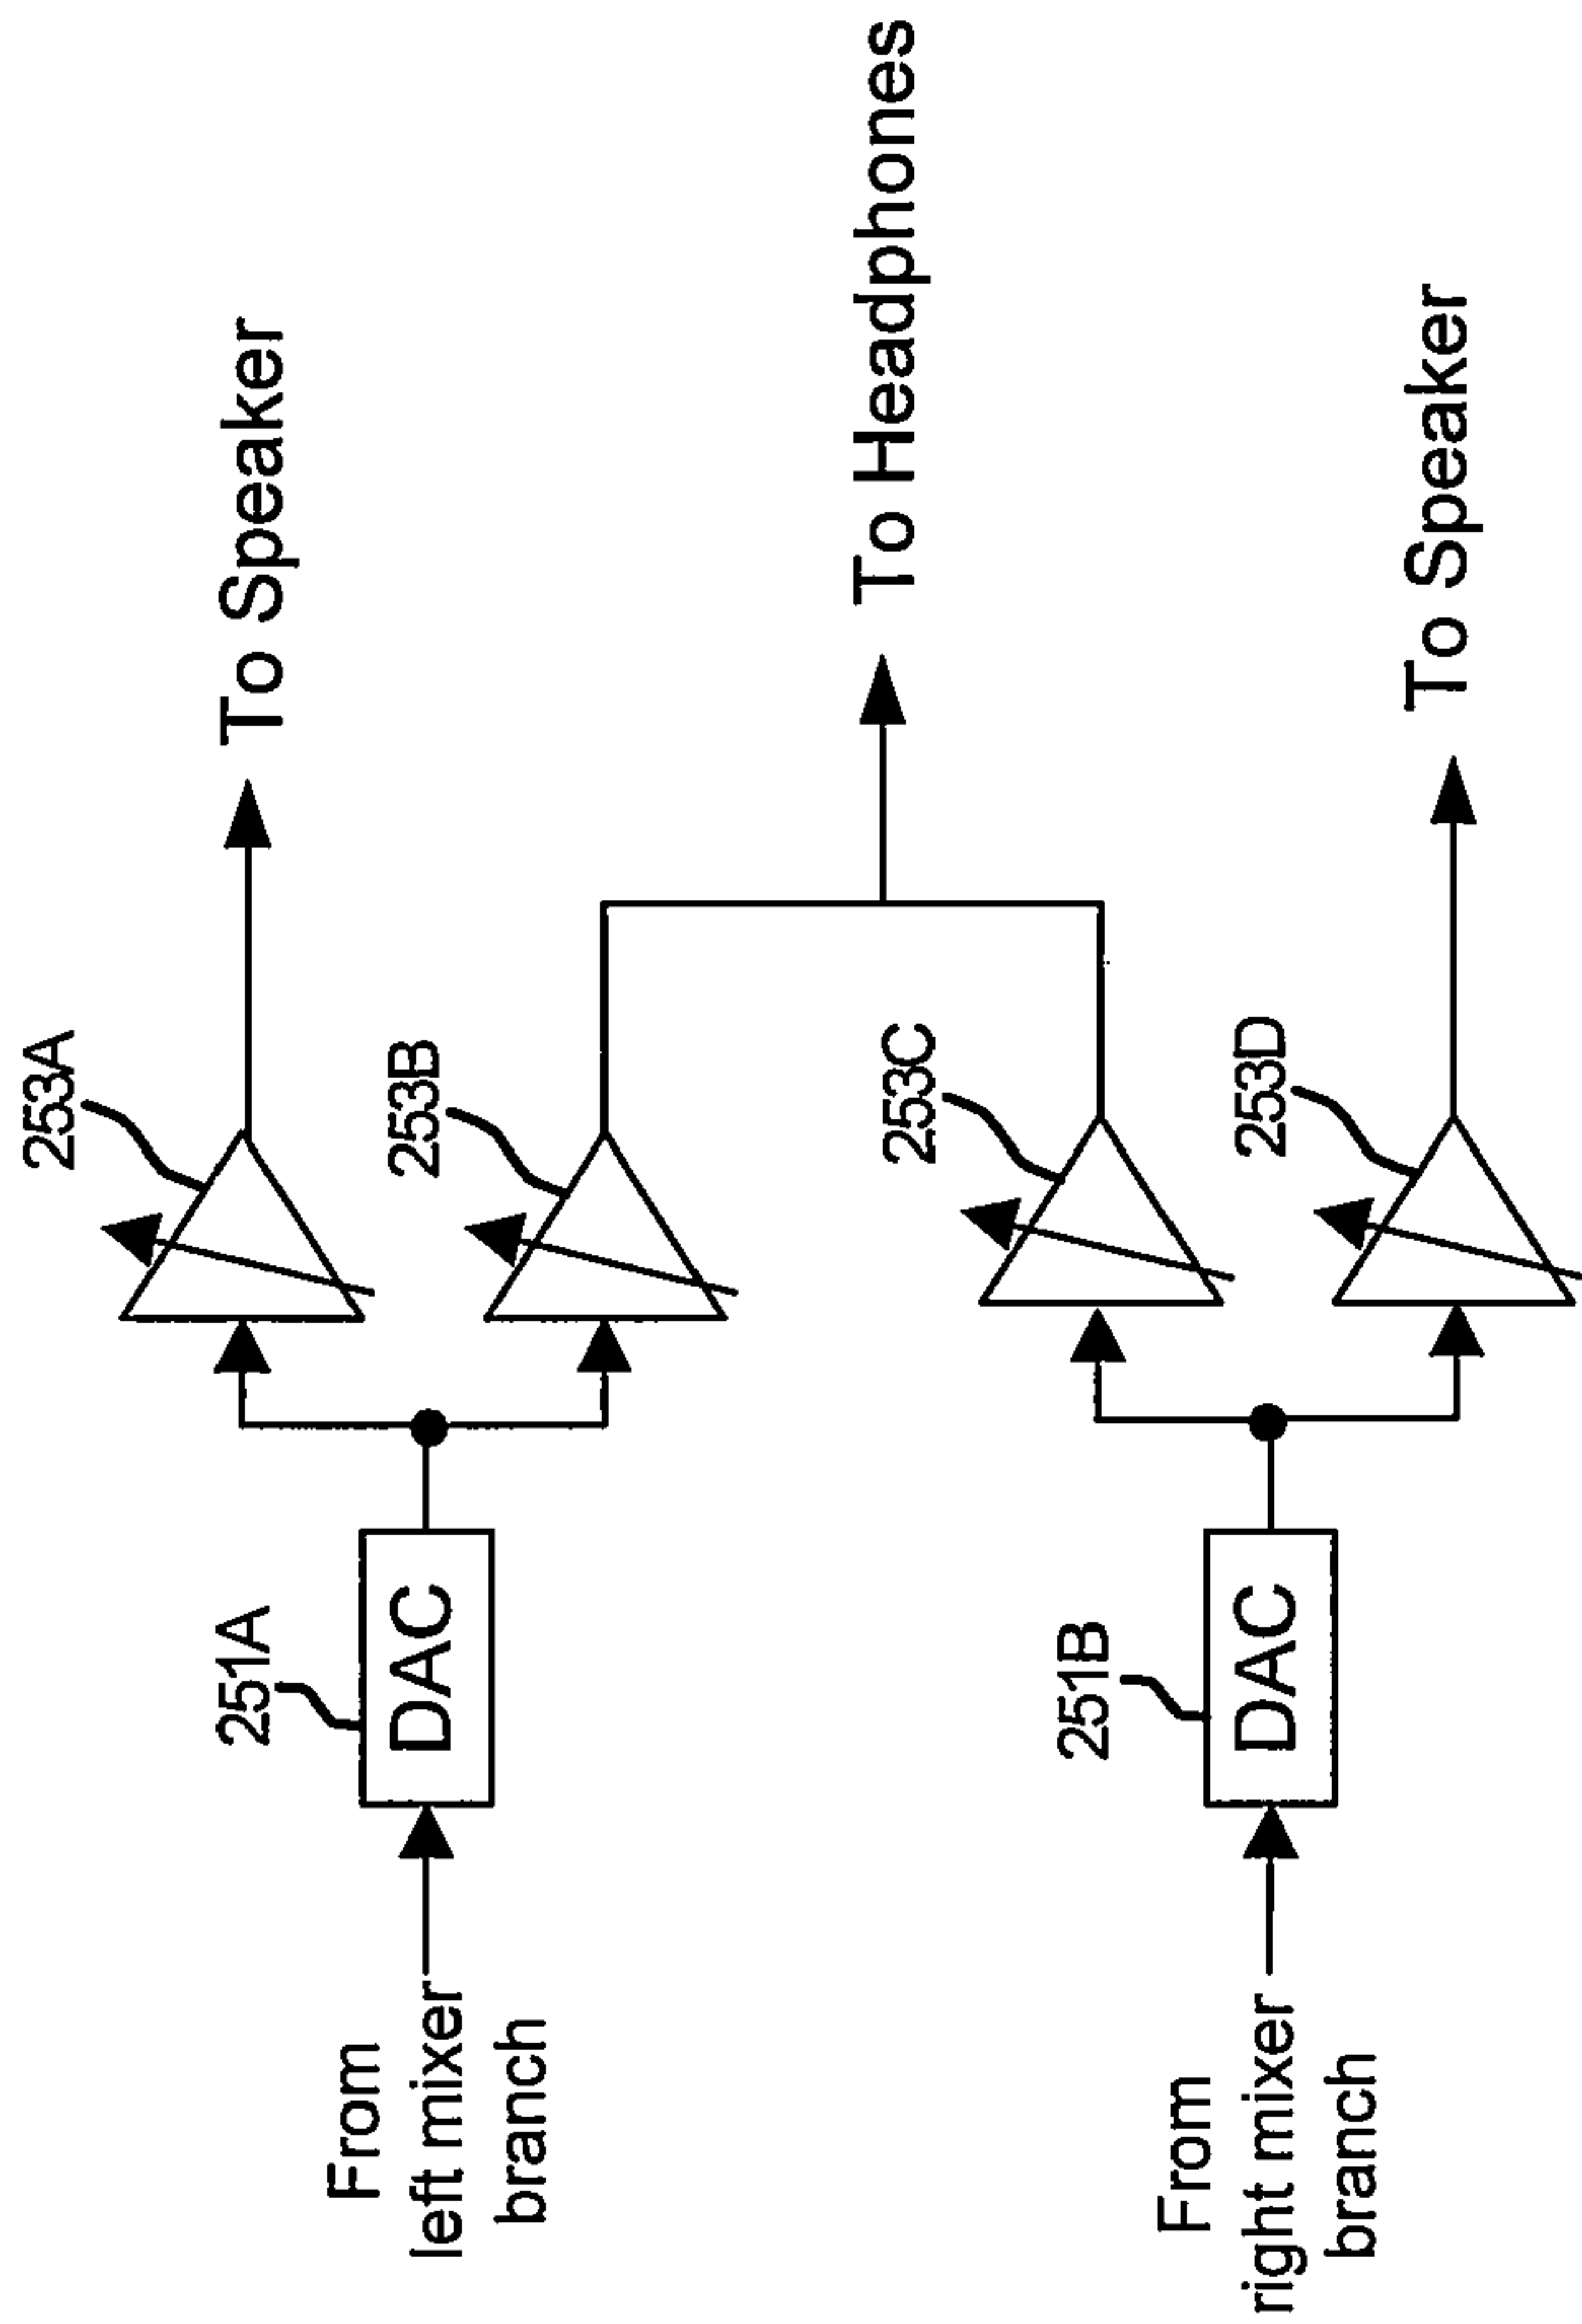 From
left mixer
branch
251A
DAC
253A
253B
To Speaker
To Headphones
From
right mixer
branch
251B
DAC
253C
253D
To Speaker